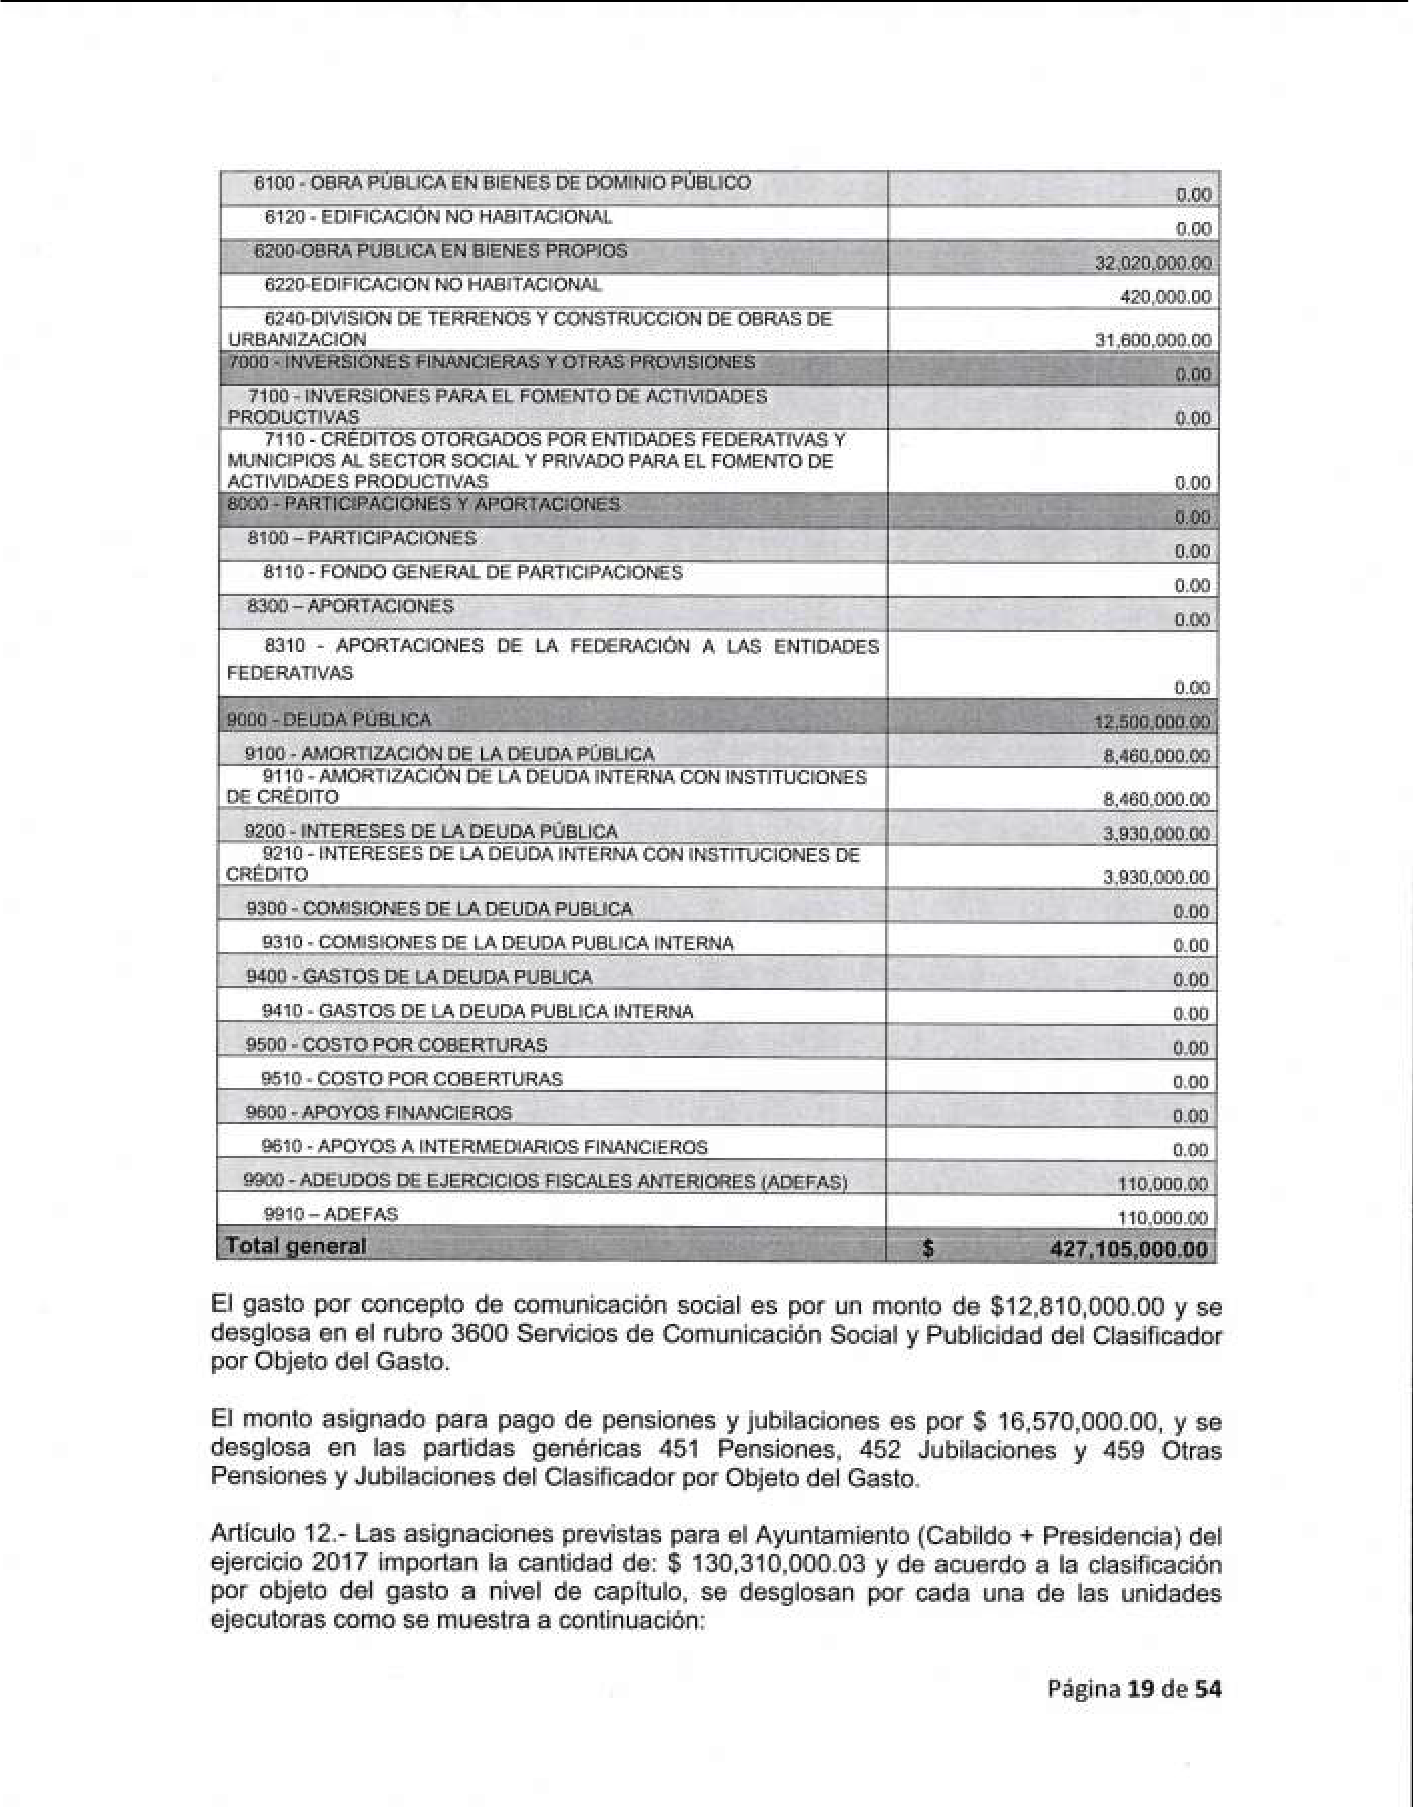 6100 - OBRA PÚBLICA EN BIENES DE DOMINIO PÚBLICO 0.00
6120 - EDIFICACIÓN NO HABITACIONAL 0.00
6200-OBRA PUBLICA EN BIENES PROPIOS 32,020,000.00
6220-EDIFICACION NO HABITACIONAL 420,000.00
6240-DIVISION DE TERRENOS Y CONSTRUCCION DE OBRAS DE
URBANIZACION 31,600,000.00
7000 - INVERSIONES FINANCIERAS Y OTRAS PROVISIONES 0.00
7100 - INVERSIONES PARA EL FOMENTO DE ACTIVIDADES
PRODUCTIVAS 0.00
7110 - CRÉDITOS OTORGADOS POR ENTIDADES FEDERATIVAS Y
MUNICIPIOS AL SECTOR SOCIAL Y PRIVADO PARA EL FOMENTO DE
ACTIVIDADES PRODUCTIVAS 0.00
8000 - PARTICIPACIONES Y APORTACIONES 0.00
8100 – PARTICIPACIONES 0.00
8110 - FONDO GENERAL DE PARTICIPACIONES 0.00
8300 – APORTACIONES 0.00
8310 - APORTACIONES DE LA FEDERACIÓN A LAS ENTIDADES
FEDERATIVAS 0.00
9000 - DEUDA PÚBLICA 12,500,000.00
9100 - AMORTIZACIÓN DE LA DEUDA PÚBLICA 8,460,000.00
9110 - AMORTIZACIÓN DE LA DEUDA INTERNA CON INSTITUCIONES
DE CRÉDITO 8,460,000.00
9200 - INTERESES DE LA DEUDA PÚBLICA 3,930,000.00
9210 - INTERESES DE LA DEUDA INTERNA CON INSTITUCIONES DE
CRÉDITO 3,930,000.00
9300 - COMISIONES DE LA DEUDA PUBLICA 0.00
9310 - COMISIONES DE LA DEUDA PUBLICA INTERNA 0.00
9400 - GASTOS DE LA DEUDA PUBLICA 0.00
9410 - GASTOS DE LA DEUDA PUBLICA INTERNA 0.00
9500 - COSTO POR COBERTURAS 0.00
9510 - COSTO POR COBERTURAS 0.00
9600 - APOYOS FINANCIEROS 0.00
9610 - APOYOS A INTERMEDIARIOS FINANCIEROS 0.00
9900 - ADEUDOS DE EJERCICIOS FISCALES ANTERIORES (ADEFAS) 110,000.00
9910 – ADEFAS 110,000.00
Total general $ 427,105,000.00
El gasto por concepto de comunicación social es por un monto de $12,810,000.00 y se
desglosa en el rubro 3600 Servicios de Comunicación Social y Publicidad del Clasificador
por Objeto del Gasto.
El monto asignado para pago de pensiones y jubilaciones es por $ 16,570,000.00, y se
desglosa en las partidas genéricas 451 Pensiones, 452 Jubilaciones y 459 Otras
Pensiones y Jubilaciones del Clasificador por Objeto del Gasto.
Artículo 12.- Las asignaciones previstas para el Ayuntamiento (Cabildo + Presidencia) del
ejercicio 2017 importan la cantidad de: $ 130,310,000.03 y de acuerdo a la clasificación
por objeto del gasto a nivel de capítulo, se desglosan por cada una de las unidades
ejecutoras como se muestra a continuación:
Página 19 de 54